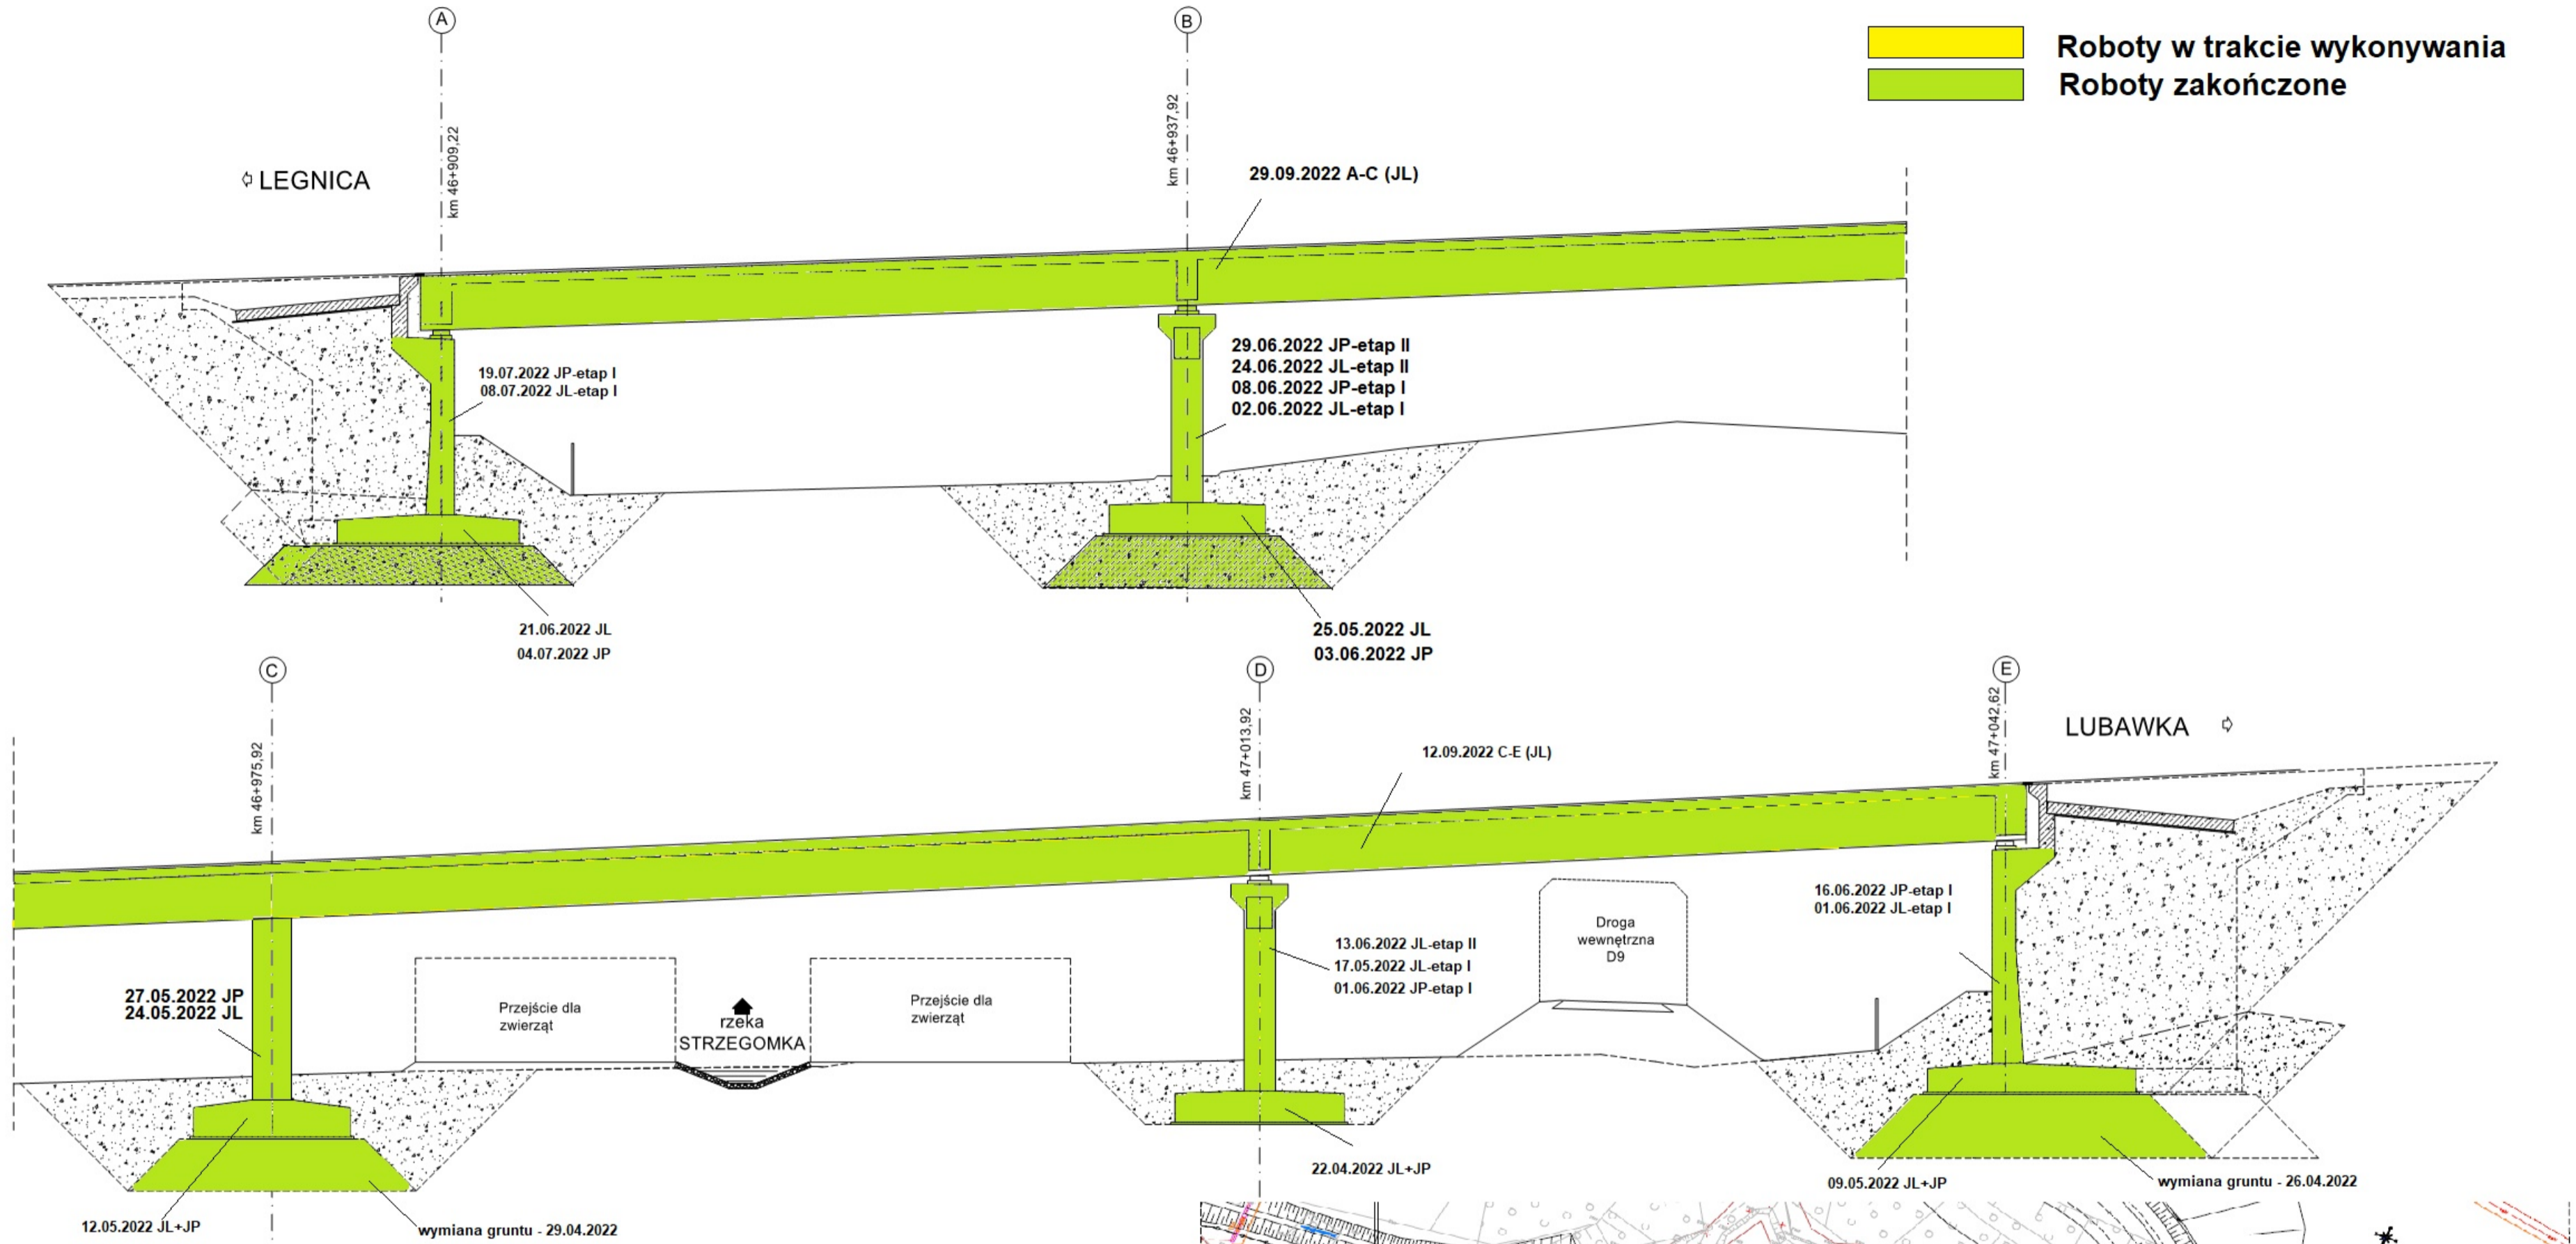 A
B
Roboty w trakcie wykonywania
Roboty zakończone
km 46+909,22
km 46+937,92
LEGNICA
29.09.2022 A-C (JL)
19.07.2022 JP-etap I
08.07.2022 JL-etap I
29.06.2022 JP-etap II
24.06.2022 JL-etap II
08.06.2022 JP-etap I
02.06.2022 JL-etap I
21.06.2022 JL
04.07.2022 JP
25.05.2022 JL
03.06.2022 JP
C
D
E
km 46+975,92
km 47+013,92
km 47+042,62
LUBAWKA
12.09.2022 C-E (JL)
27.05.2022 JP
24.05.2022 JL
Przejście dla
zwierząt
rzeka
STRZEGOMKA
Przejście dla
zwierząt
13.06.2022 JL-etap II
17.05.2022 JL-etap I
01.06.2022 JP-etap I
Droga
wewnętrzna
D9
16.06.2022 JP-etap I
01.06.2022 JL-etap I
12.05.2022 JL+JP
wymiana gruntu - 29.04.2022
22.04.2022 JL+JP
09.05.2022 JL+JP
wymiana gruntu - 26.04.2022